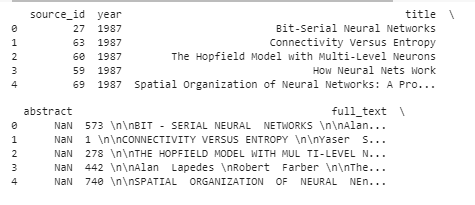 source_id year title \
0 27 1987 Bit-Serial Neural Networks
1 63 1987 Connectivity Versus Entropy
2 60 1987 The Hopfield Model with Multi-Level Neurons
3 59 1987 How Neural Nets Work
4 69 1987 Spatial Organization of Neural Networks: A Pro...
abstract full_text \
0 NaN 573 \n\nBIT - SERIAL NEURAL NETWORKS \n\nAlan...
1 NaN 1 \n\nCONNECTIVITY VERSUS ENTROPY \n\nYaser S...
2 NaN 278 \n\nTHE HOPFIELD MODEL WITH MUL TI-LEVEL N...
3 NaN 442 \n\nAlan Lapedes \nRobert Farber \n\nThe...
4 NaN 740 \n\nSPATIAL ORGANIZATION OF NEURAL NEn...